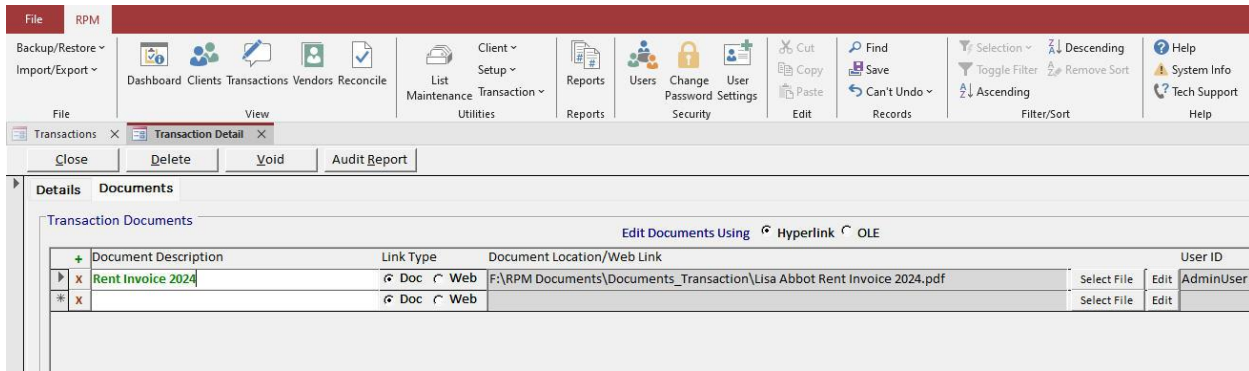 File RPM
Backup/Restore
Import/Export
File
Dashboard Clients Transactions Vendors Reconcile
View
List Maintenance
Client
Setup
Transaction
Utilities
Reports
Reports
Users Change Password User Settings
Security
Cut
Copy
Paste
Edit
Find
Save
Can't Undo
Records
Selection
Toggle Filter
Ascending
Descending
Remove Sort
Filter/Sort
Help
System Info
Tech Support
Help
Transactions X Transaction Detail X
Close Delete Void Audit Report
Details Documents
Transaction Documents
Edit Documents Using Hyperlink OLE
+ Document Description Link Type Document Location/Web Link User ID
x Rent Invoice 2024 Doc Web F:\RPM Documents\Documents_Transaction\Lisa Abbot Rent Invoice 2024.pdf Select File Edit AdminUser
* x Doc Web Select File Edit